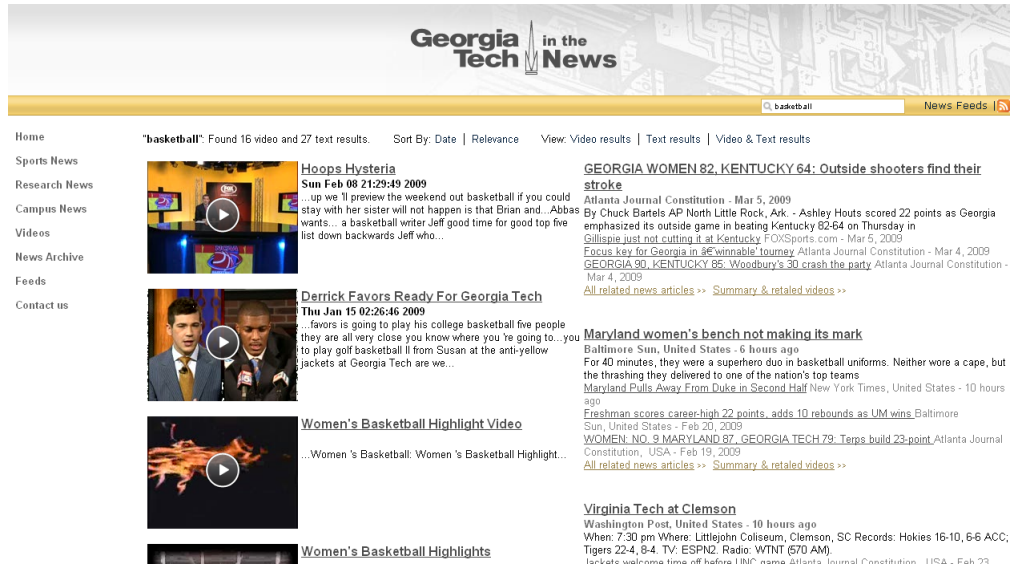 Georgia Tech in the News
basketball
News Feeds |
Home
Sports News
Research News
Campus News
Videos
News Archive
Feeds
Contact us
"basketball": Found 16 video and 27 text results. Sort By: Date | Relevance View: Video results | Text results | Video & Text results
Hoops Hysteria
Sun Feb 08 21:29:49 2009
...up we 'll preview the weekend out basketball if you could
stay with her sister will not happen is that Brian and...Abbas
wants... a basketball writer Jeff good time for good top five
list down backwards Jeff who...
Derrick Favors Ready For Georgia Tech
Thu Jan 15 02:26:46 2009
...favors is going to play his college basketball five people
they are all very close you know where you 're going to...you
to play golf basketball II from Susan at the anti-yellow
jackets at Georgia Tech are we...
Women's Basketball Highlight Video
...Women 's Basketball: Women 's Basketball Highlight...
Women's Basketball Highlights
GEORGIA WOMEN 82, KENTUCKY 64: Outside shooters find their
stroke
Atlanta Journal Constitution - Mar 5, 2009
By Chuck Bartels AP North Little Rock, Ark. - Ashley Houts scored 22 points as Georgia
emphasized its outside game in beating Kentucky 82-64 on Thursday in
Gillispie just not cutting it at Kentucky FOXSports.com - Mar 5, 2009
Focus key for Georgia in â€˜winnable' tourney Atlanta Journal Constitution - Mar 4, 2009
GEORGIA 90, KENTUCKY 85: Woodbury's 30 crash the party Atlanta Journal Constitution -
Mar 4, 2009
All related news articles >> Summary & retaled videos >>
Maryland women's bench not making its mark
Baltimore Sun, United States - 6 hours ago
For 40 minutes, they were a superhero duo in basketball uniforms. Neither wore a cape, but
the thrashing they delivered to one of the nation's top teams
Maryland Pulls Away From Duke in Second Half New York Times, United States - 10 hours
ago
Freshman scores career-high 22 points, adds 10 rebounds as UM wins Baltimore
Sun, United States - Feb 20, 2009
WOMEN: NO. 9 MARYLAND 87, GEORGIA TECH 79: Terps build 23-point Atlanta Journal
Constitution, USA - Feb 19, 2009
All related news articles >> Summary & retaled videos >>
Virginia Tech at Clemson
Washington Post, United States - 10 hours ago
When: 7:30 pm Where: Littlejohn Coliseum, Clemson, SC Records: Hokies 16-10, 6-6 ACC;
Tigers 22-4, 8-4. TV: ESPN2. Radio: WTNT (570 AM).
Jackets welcome time off before UNC game Atlanta Journal Constitution, USA - Feb 23,